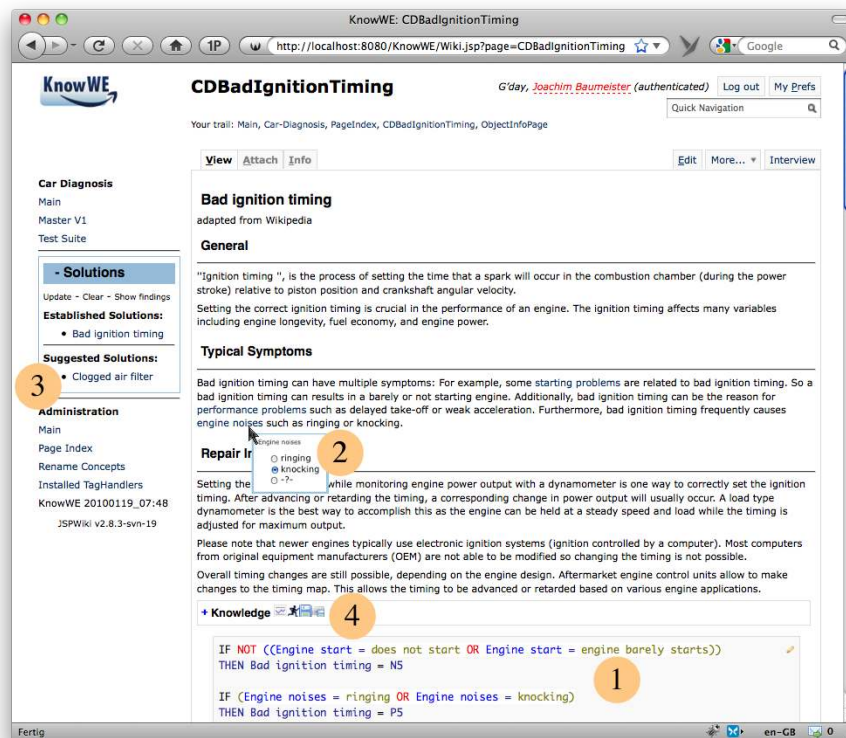 KnowWE: CDBadIgnitionTiming
1P
http://localhost:8080/KnowWE/Wiki.jsp?page=CDBadIgnitionTiming
Google
KnowWE
CDBadIgnitionTiming
G'day, Joachim Baumeister (authenticated) Log out My Prefs
Quick Navigation
Your trail: Main, Car-Diagnosis, PageIndex, CDBadIgnitionTiming, ObjectInfoPage
View Attach Info Edit More... Interview
Car Diagnosis
Main
Master V1
Test Suite
- Solutions
Update - Clear - Show findings
Established Solutions:
• Bad ignition timing
Suggested Solutions:
• Clogged air filter
3
Administration
Main
Page Index
Rename Concepts
Installed TagHandlers
KnowWE 20100119_07:48
JSPWiki v2.8.3-svn-19
Bad ignition timing
adapted from Wikipedia
General
"Ignition timing ", is the process of setting the time that a spark will occur in the combustion chamber (during the power
stroke) relative to piston position and crankshaft angular velocity.
Setting the correct ignition timing is crucial in the performance of an engine. The ignition timing affects many variables
including engine longevity, fuel economy, and engine power.
Typical Symptoms
Bad ignition timing can have multiple symptoms: For example, some starting problems are related to bad ignition timing. So a
bad ignition timing can results in a barely or not starting engine. Additionally, bad ignition timing can be the reason for
performance problems such as delayed take-off or weak acceleration. Furthermore, bad ignition timing frequently causes
engine noises such as ringing or knocking.
Engine noises
ringing
knocking
-?-
2
Repair
Setting the while monitoring engine power output with a dynamometer is one way to correctly set the ignition
timing. After advancing or retarding the timing, a corresponding change in power output will usually occur. A load type
dynamometer is the best way to accomplish this as the engine can be held at a steady speed and load while the timing is
adjusted for maximum output.
Please note that newer engines typically use electronic ignition systems (ignition controlled by a computer). Most computers
from original equipment manufacturers (OEM) are not able to be modified so changing the timing is not possible.
Overall timing changes are still possible, depending on the engine design. Aftermarket engine control units allow to make
changes to the timing map. This allows the timing to be advanced or retarded based on various engine applications.
+ Knowledge
4
IF NOT ((Engine start = does not start OR Engine start = engine barely starts))
THEN Bad ignition timing = N5
1
IF (Engine noises = ringing OR Engine noises = knocking)
THEN Bad ignition timing = P5
Fertig
en-GB 0